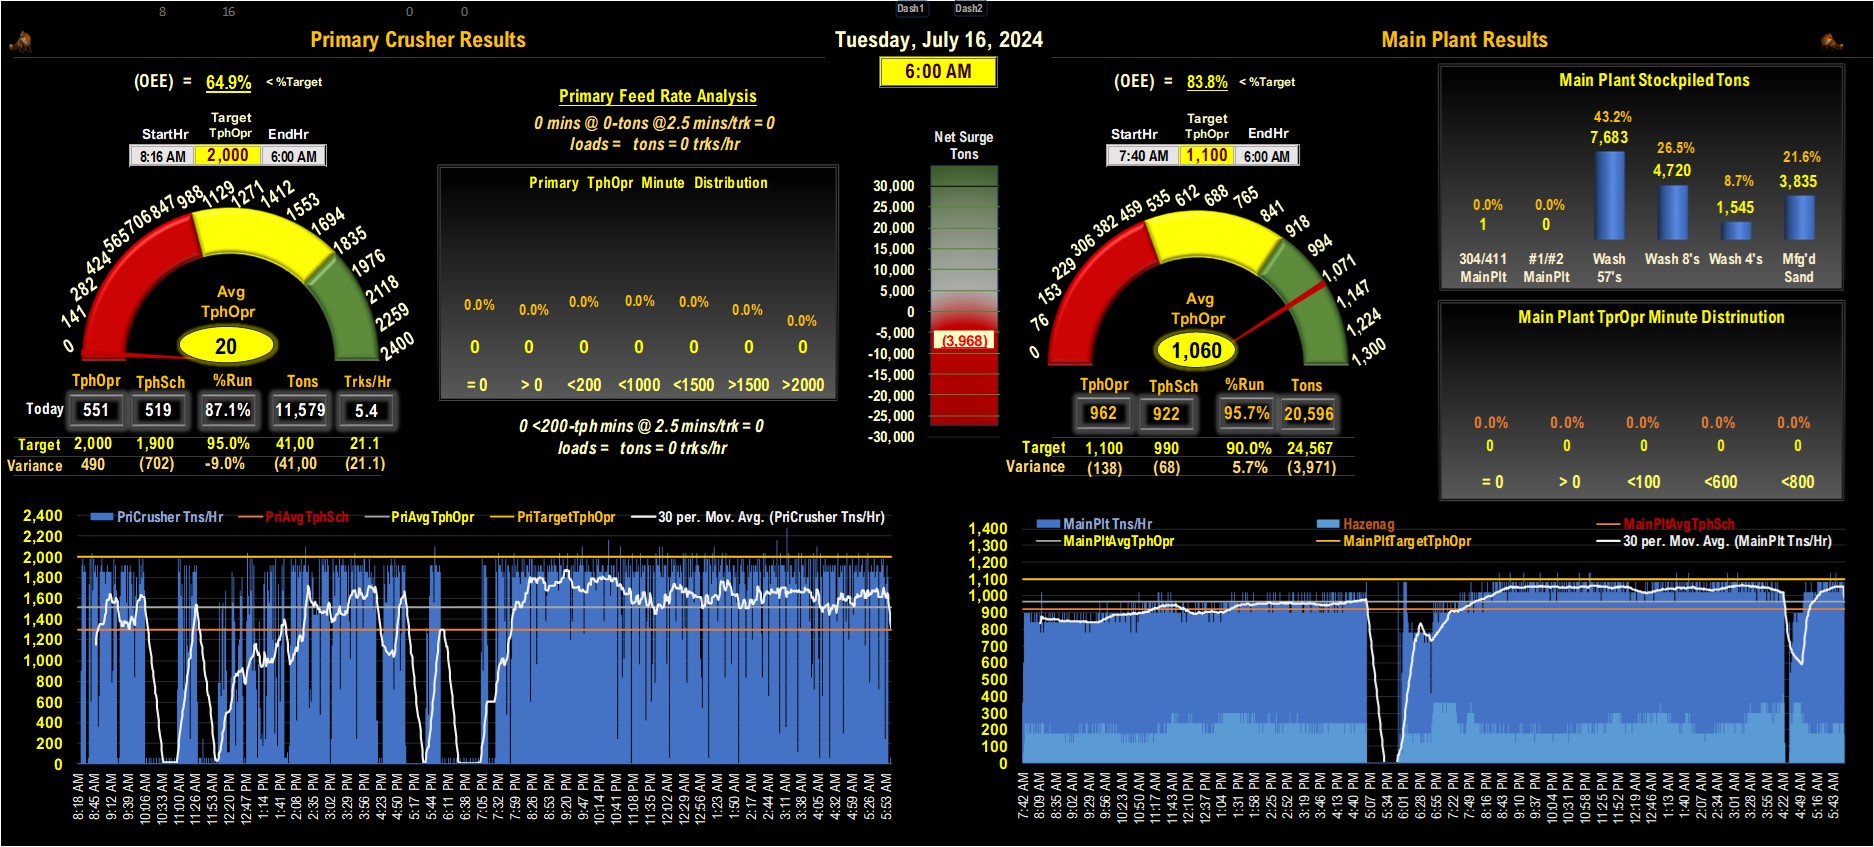 8 16 0 0 Dash1 Dash2
Primary Crusher Results
Tuesday, July 16, 2024
Main Plant Results
6:00 AM
(OEE) = 64.9% < %Target
Target
StartHr TphOpr EndHr
8:16 AM 2,000 6:00 AM
0 141 282 424 565 706 847 988 1129 1271 1412 1553 1694 1835 1976 2118 2259 2400
Avg
TphOpr
20
TphOpr TphSch %Run Tons Trks/Hr
Today 551 519 87.1% 11,579 5.4
Target 2,000 1,900 95.0% 41,00 21.1
Variance 490 (702) -9.0% (41,00 (21.1)
Primary Feed Rate Analysis
0 mins @ 0-tons @2.5 mins/trk = 0
loads = tons = 0 trks/hr
Primary TphOpr Minute Distribution
0.0% 0.0% 0.0% 0.0% 0.0% 0.0% 0.0%
0 0 0 0 0 0 0
= 0 > 0 <200 <1000 <1500 >1500 >2000
0 <200-tph mins @ 2.5 mins/trk = 0
loads = tons = 0 trks/hr
Net Surge
Tons
30,000
25,000
20,000
15,000
10,000
5,000
0
-5,000
(3,968)
-10,000
-15,000
-20,000
-25,000
-30,000
(OEE) = 83.8% < %Target
Target
StartHr TphOpr EndHr
7:40 AM 1,100 6:00 AM
0 76 153 229 306 382 459 535 612 688 765 841 918 994 1,071 1,147 1,224 1,300
Avg
TphOpr
1,060
TphOpr TphSch %Run Tons
962 922 95.7% 20,596
Target 1,100 990 90.0% 24,567
Variance (138) (68) 5.7% (3,971)
Main Plant Stockpiled Tons
0.0% 0.0% 43.2% 26.5% 8.7% 21.6%
1 0 7,683 4,720 1,545 3,835
304/411 #1/#2 Wash Wash 8's Wash 4's Mfg'd
MainPlt MainPlt 57's Sand
Main Plant TprOpr Minute Distrinution
0.0% 0.0% 0.0% 0.0% 0.0%
0 0 0 0 0
= 0 > 0 <100 <600 <800
PriCrusher Tns/Hr PriAvgTphSch PriAvgTphOpr PriTargetTphOpr 30 per. Mov. Avg. (PriCrusher Tns/Hr)
2,400
2,200
2,000
1,800
1,600
1,400
1,200
1,000
800
600
400
200
0
8:18 AM 8:45 AM 9:12 AM 9:39 AM 10:06 AM 10:33 AM 11:00 AM 11:26 AM 11:53 AM 12:20 PM 12:47 PM 1:14 PM 1:41 PM 2:08 PM 2:35 PM 3:02 PM 3:29 PM 3:56 PM 4:23 PM 4:50 PM 5:17 PM 5:44 PM 6:11 PM 6:38 PM 7:05 PM 7:32 PM 7:59 PM 8:26 PM 8:53 PM 9:20 PM 9:47 PM 10:14 PM 10:41 PM 11:08 PM 11:35 PM 12:02 AM 12:29 AM 12:56 AM 1:23 AM 1:50 AM 2:17 AM 2:44 AM 3:11 AM 3:38 AM 4:05 AM 4:32 AM 4:59 AM 5:26 AM 5:53 AM
MainPlt Tns/Hr Hazenag MainPltAvgTphSch
MainPltAvgTphOpr MainPltTargetTphOpr 30 per. Mov. Avg. (MainPlt Tns/Hr)
1,400
1,300
1,200
1,100
1,000
900
800
700
600
500
400
300
200
100
0
7:42 AM 8:09 AM 8:35 AM 9:02 AM 9:29 AM 9:56 AM 10:23 AM 10:50 AM 11:17 AM 11:43 AM 12:10 PM 12:37 PM 1:04 PM 1:31 PM 1:58 PM 2:25 PM 2:52 PM 3:19 PM 3:46 PM 4:13 PM 4:40 PM 5:07 PM 5:34 PM 6:01 PM 6:28 PM 6:55 PM 7:22 PM 7:49 PM 8:16 PM 8:43 PM 9:10 PM 9:37 PM 10:04 PM 10:31 PM 10:58 PM 11:25 PM 11:52 PM 12:19 AM 12:46 AM 1:13 AM 1:40 AM 2:07 AM 2:34 AM 3:01 AM 3:28 AM 3:55 AM 4:22 AM 4:49 AM 5:16 AM 5:43 AM